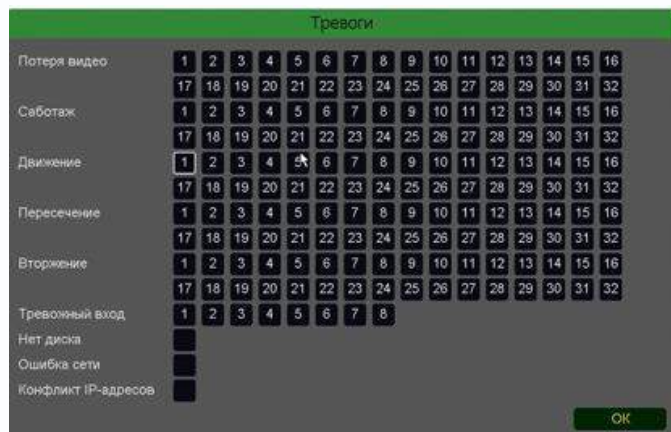 Тревоги
Потеря видео 1 2 3 4 5 6 7 8 9 10 11 12 13 14 15 16
17 18 19 20 21 22 23 24 25 26 27 28 29 30 31 32
Саботаж 1 2 3 4 5 6 7 8 9 10 11 12 13 14 15 16
17 18 19 20 21 22 23 24 25 26 27 28 29 30 31 32
Движение 1 2 3 4 5 6 7 8 9 10 11 12 13 14 15 16
17 18 19 20 21 22 23 24 25 26 27 28 29 30 31 32
Пересечение 1 2 3 4 5 6 7 8 9 10 11 12 13 14 15 16
17 18 19 20 21 22 23 24 25 26 27 28 29 30 31 32
Вторжение 1 2 3 4 5 6 7 8 9 10 11 12 13 14 15 16
17 18 19 20 21 22 23 24 25 26 27 28 29 30 31 32
Тревожный вход 1 2 3 4 5 6 7 8
Нет диска
Ошибка сети
Конфликт IP-адресов
OK